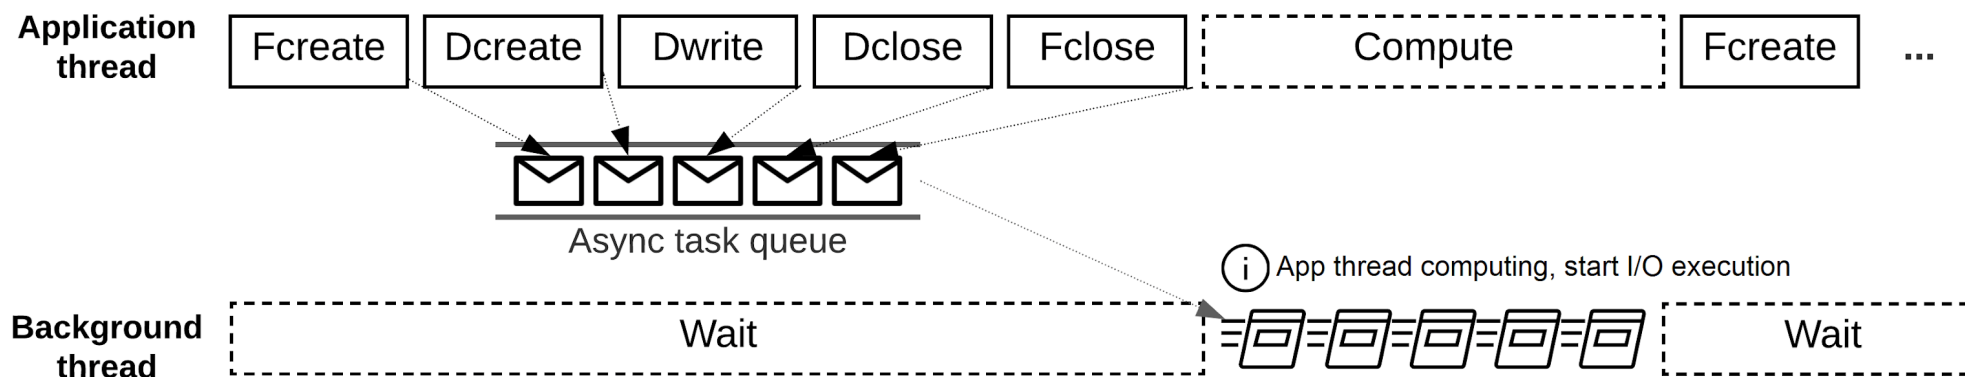 Application
thread
Fcreate
Dcreate
Dwrite
Dclose
Fclose
Compute
Fcreate
...
Async task queue
i
App thread computing, start I/O execution
Background
thread
Wait
Wait